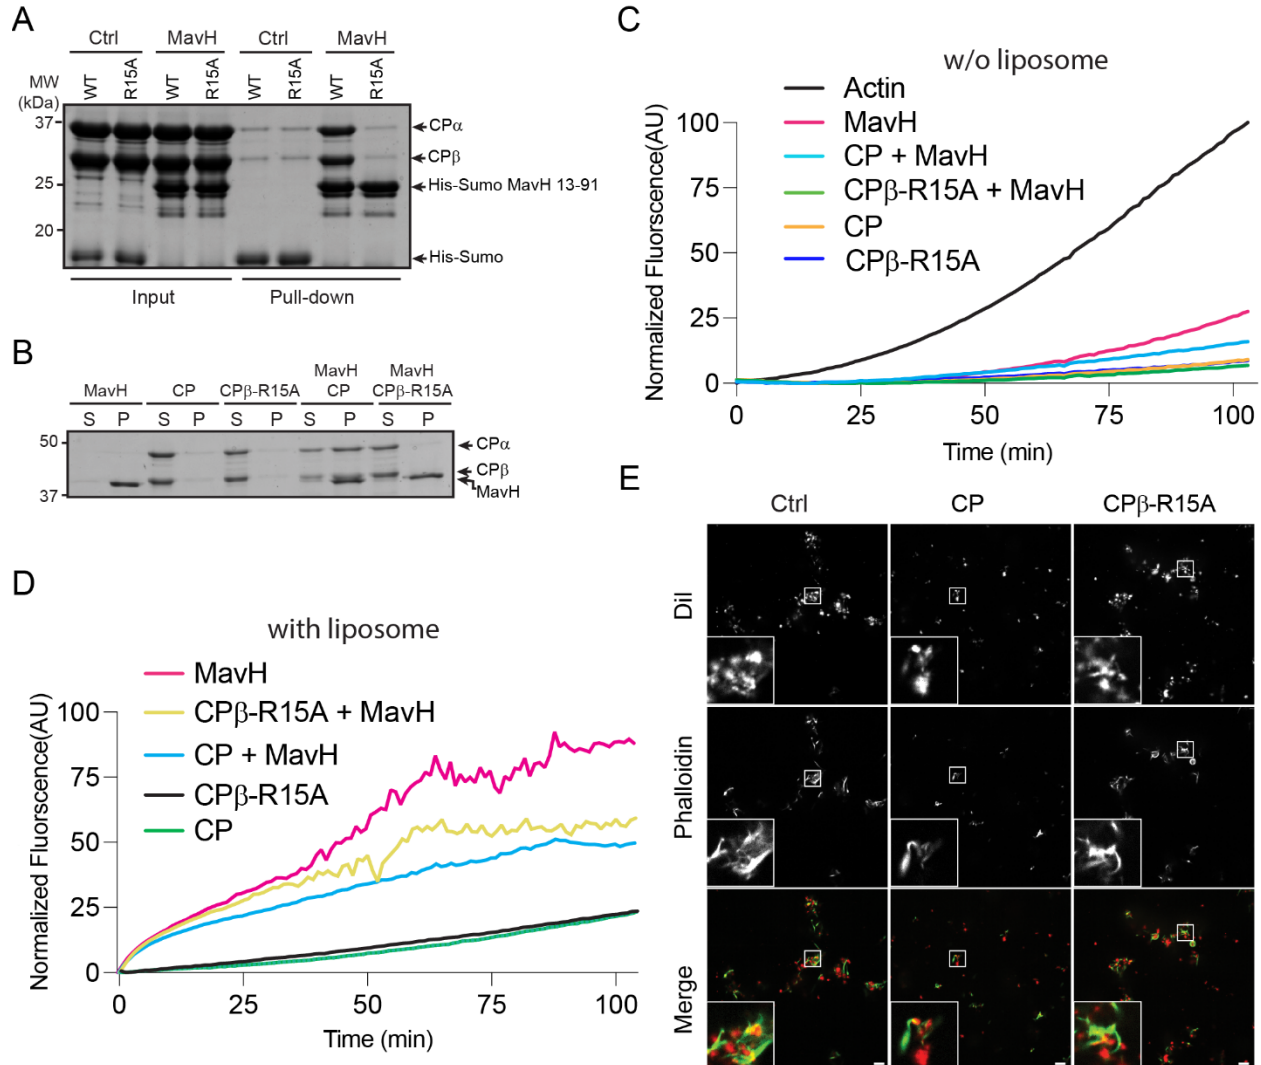 A
Ctrl MavH Ctrl MavH
WT R15A WT R15A WT R15A WT R15A
MW
(kDa)
37
25
20
CPα
CPβ
His-Sumo MavH 13-91
His-Sumo
Input Pull-down
B
MavH CP CPβ-R15A MavH CP MavH CPβ-R15A
S P S P S P S P S P
50
37
CPα
CPβ
MavH
C
w/o liposome
Actin
MavH
CP + MavH
CPβ-R15A + MavH
CP
CPβ-R15A
Normalized Fluorescence(AU)
100
75
50
25
0
0 25 50 75 100
Time (min)
D
with liposome
MavH
CPβ-R15A + MavH
CP + MavH
CPβ-R15A
CP
Normalized Fluorescence(AU)
100
75
50
25
0
0 25 50 75 100
Time (min)
E
Ctrl CP CPβ-R15A
DiI
Phalloidin
Merge